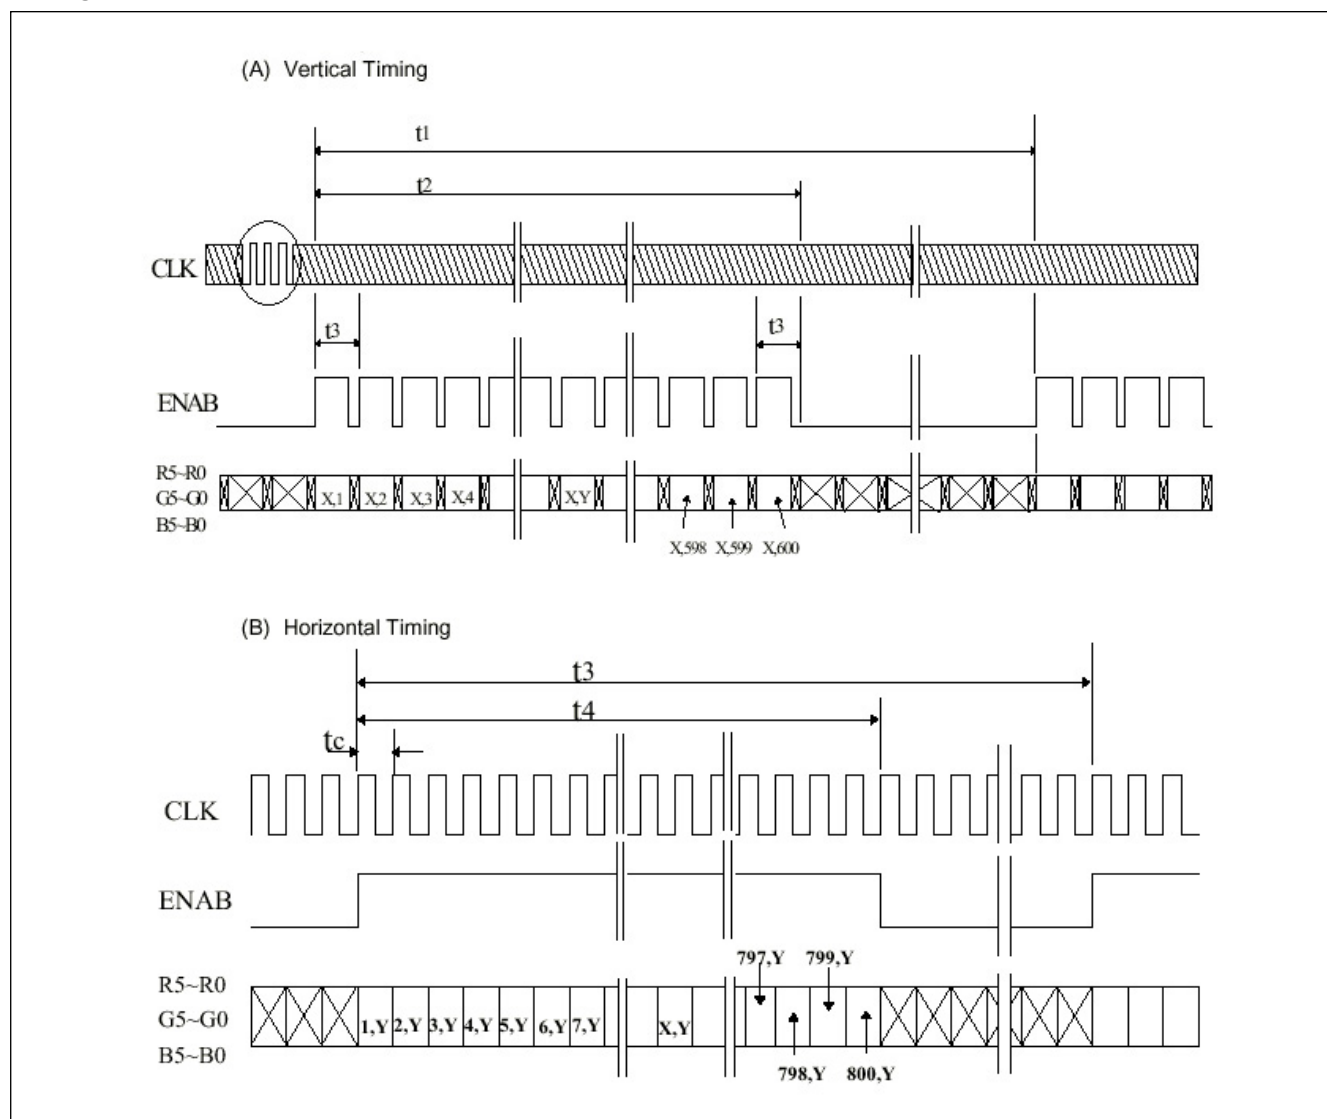 (A) Vertical Timing
t1
t2
CLK
t3
t3
ENAB
R5~R0
G5~G0
B5~B0
X,1 X,2 X,3 X,4 X,Y
X,598 X,599 X,600
(B) Horizontal Timing
t3
t4
tc
CLK
ENAB
797,Y 799,Y
R5~R0
G5~G0
B5~B0
1,Y 2,Y 3,Y 4,Y 5,Y 6,Y 7,Y X,Y
798,Y 800,Y